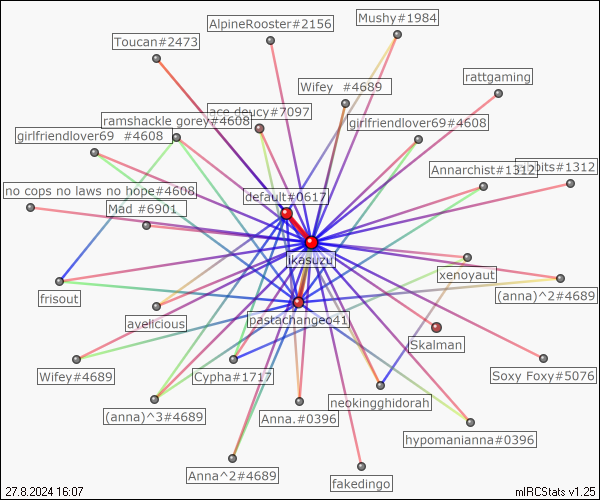 Mushy#1984
AlpineRooster#2156
Toucan#2473
rattgaming
Wifey #4689
ace deucy#7097
ramshackle gorey#4608
girlfriendlover69#4608
girlfriendlover69 #4608
Annarchist#1312
bbits#1312
no cops no laws no hope#4608
default#0617
Mad #6901
ikasuzu
xenoyaut
frisout
(anna)^2#4689
avelicious
pastachangeo41
Skalman
Wifey#4689
Cypha#1717
Soxy Foxy#5076
neokingghidorah
(anna)^3#4689
Anna.#0396
hypomanianna#0396
Anna^2#4689
fakedingo
27.8.2024 16:07
mIRCStats v1.25